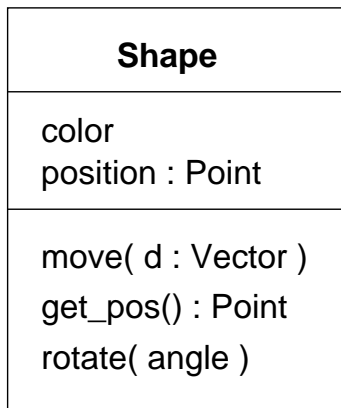 Shape
color
position : Point
move( d : Vector )
get_pos() : Point
rotate( angle )